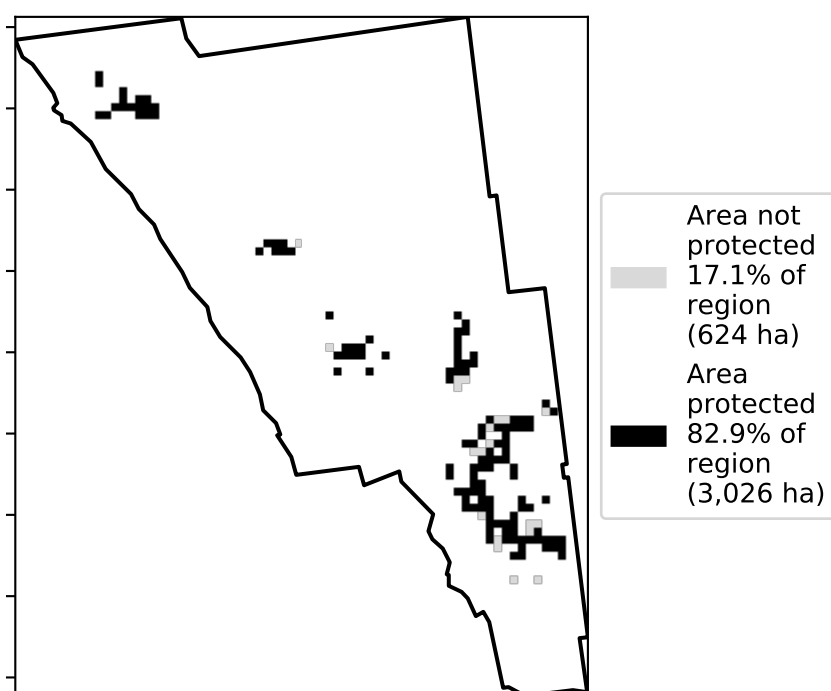 Area not
protected
17.1% of
region
(624 ha)
Area
protected
82.9% of
region
(3,026 ha)